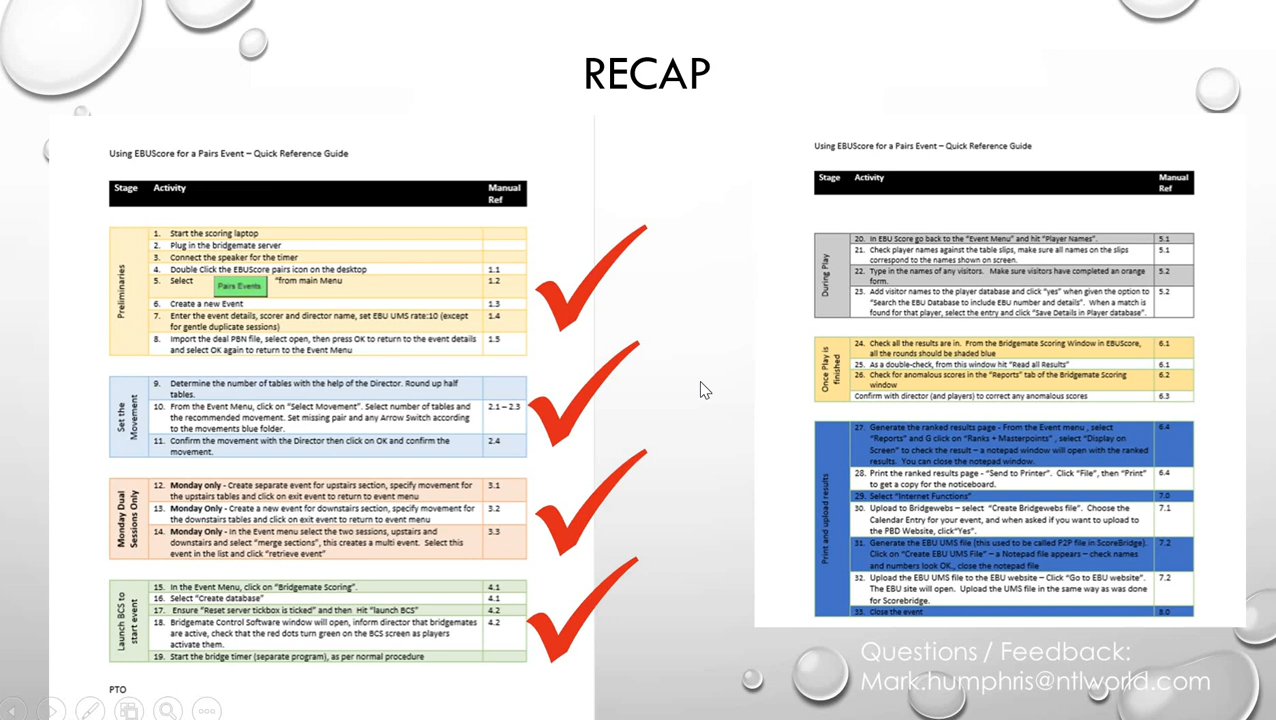 RECAP
Using EBUScore for a Pairs Event – Quick Reference Guide
Stage Activity Manual
Ref
Preliminaries
1. Start the scoring laptop
2. Plug in the bridgemate server
3. Connect the speaker for the timer
4. Double Click the EBUScore pairs icon on the desktop 1.1
5. Select Pairs Events "from main Menu 1.2
6. Create a new Event 1.3
7. Enter the event details, scorer and director name, set EBU UMS rate:10 (except 1.4
for gentle duplicate sessions)
8. Import the deal PBN file, select open, then press OK to return to the event details 1.5
and select OK again to return to the Event Menu
Set the
Movement
9. Determine the number of tables with the help of the Director. Round up half
tables.
10. From the Event Menu, click on "Select Movement". Select number of tables and 2.1 – 2.3
the recommended movement. Set missing pair and any Arrow Switch according
to the movements blue folder.
11. Confirm the movement with the Director then click on OK and confirm the 2.4
movement.
Monday Dual
Sessions Only
12. Monday only - Create separate event for upstairs section, specify movement for 3.1
the upstairs tables and click on exit event to return to event menu
13. Monday Only - Create a new event for downstairs section, specify movement for 3.2
the downstairs tables and click on exit event to return to event menu
14. Monday Only - in the Event menu select the two sessions, upstairs and 3.3
downstairs and select "merge sections", this creates a multi event. Select this
event in the list and click "retrieve event"
Launch BCS to
start event
15. In the Event Menu, click on "Bridgemate Scoring". 4.1
16. Select "Create database" 4.1
17. Ensure "Reset server tickbox is ticked" and then Hit "launch BCS" 4.2
18. Bridgemate Control Software window will open, inform director that bridgemates 4.2
are active, check that the red dots turn green on the BCS screen as players
activate them.
19. Start the bridge timer (separate program), as per normal procedure
PTO
Using EBUScore for a Pairs Event – Quick Reference Guide
Stage Activity Manual
Ref
During Play
20. In EBU Score go back to the "Event Menu" and hit "Player Names". 5.1
21. Check player names against the table slips, make sure all names on the slips 5.1
correspond to the names shown on screen.
22. Type in the names of any visitors. Make sure visitors have completed an orange 5.2
form.
23. Add visitor names to the player database and click "yes" when given the option to 5.2
"Search the EBU Database to include EBU number and details". When a match is
found for that player, select the entry and click "Save Details in Player database".
Once Play is
finished
24. Check all the results are in. From the Bridgemate Scoring Window in EBUScore, 6.1
all the rounds should be shaded blue
25. As a double-check, from this window hit "Read all Results" 6.1
26. Check for anomalous scores in the "Reports" tab of the Bridgemate Scoring 6.2
window
Confirm with director (and players) to correct any anomalous scores 6.3
Print and upload results
27. Generate the ranked results page - From the Event menu , select 6.4
"Reports" and G click on "Ranks + Masterpoints" , select "Display on
Screen" to check the result – a notepad window will open with the ranked
results. You can close the notepad window.
28. Print the ranked results page - "Send to Printer". Click "File", then "Print" 6.4
to get a copy for the noticeboard.
29. Select "Internet Functions" 7.0
30. Upload to Bridgewebs – select "Create Bridgewebs file". Choose the 7.1
Calendar Entry for your event, and when asked if you want to upload to
the PBD Website, click"Yes".
31. Generate the EBU UMS file (this used to be called P2P file in ScoreBridge). 7.2
Click on "Create EBU UMS File" – a Notepad file appears – check names
and numbers look OK., close the notepad file
32. Upload the EBU UMS file to the EBU website – Click "Go to EBU website". 7.2
The EBU site will open. Upload the UMS file in the same way as was done
for Scorebridge.
33. Close the event 8.0
Questions / Feedback:
Mark.humphris@ntlworld.com